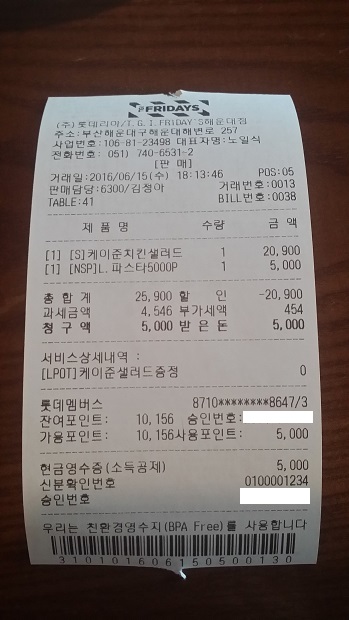 TGI FRIDAYS
(주)롯데리아/T.G.I.FRIDAY'S해운대점
주소:부산해운대구해운대해변로 257
사업번호:106-81-23498 대표자명:노일식
전화번호: 051) 740-6531-2
[판 매]
거래일:2016/06/15(수) 18:13:46 POS:05
판매담당:6300/김정아 거래번호:0013
TABLE:41 BILL번호:0038
제 품 명 수량 금 액
[1] [S]케이준치킨샐러드 1 20,900
[1] [NSP]L.파스타5000P 1 5,000
총 합 계 25,900 할 인 -20,900
과세금액 4,546 부가세액 454
청 구 액 5,000 받 은 돈 5,000
서비스상세내역 :
[LPOT]케이준샐러드증정 0
롯데멤버스 8710********8647/3
잔여포인트: 10,156 승인번호:
가용포인트: 10,156사용포인트: 5,000
현금영수증(소득공제) 5,000
신분확인번호 0100001234
승인번호
우리는 친환경영수지(BPA Free)를 사용합니다
3101016061505001 30